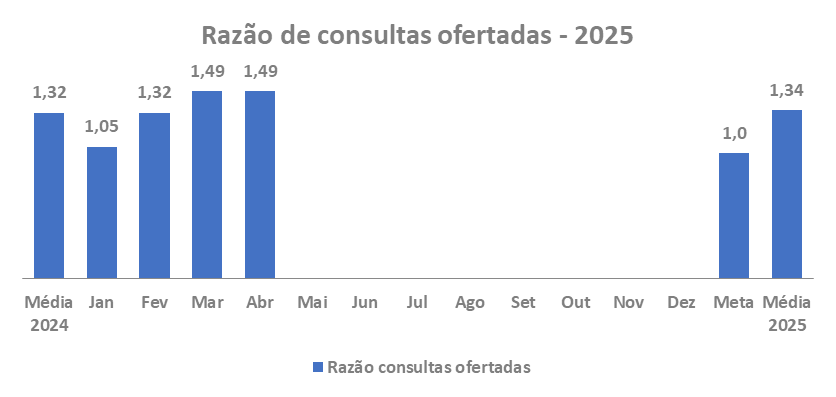 Razão de consultas ofertadas - 2025
1,32 1,05 1,32 1,49 1,49 1,0 1,34
Média 2024 Jan Fev Mar Abr Mai Jun Jul Ago Set Out Nov Dez Meta Média 2025
Razão consultas ofertadas